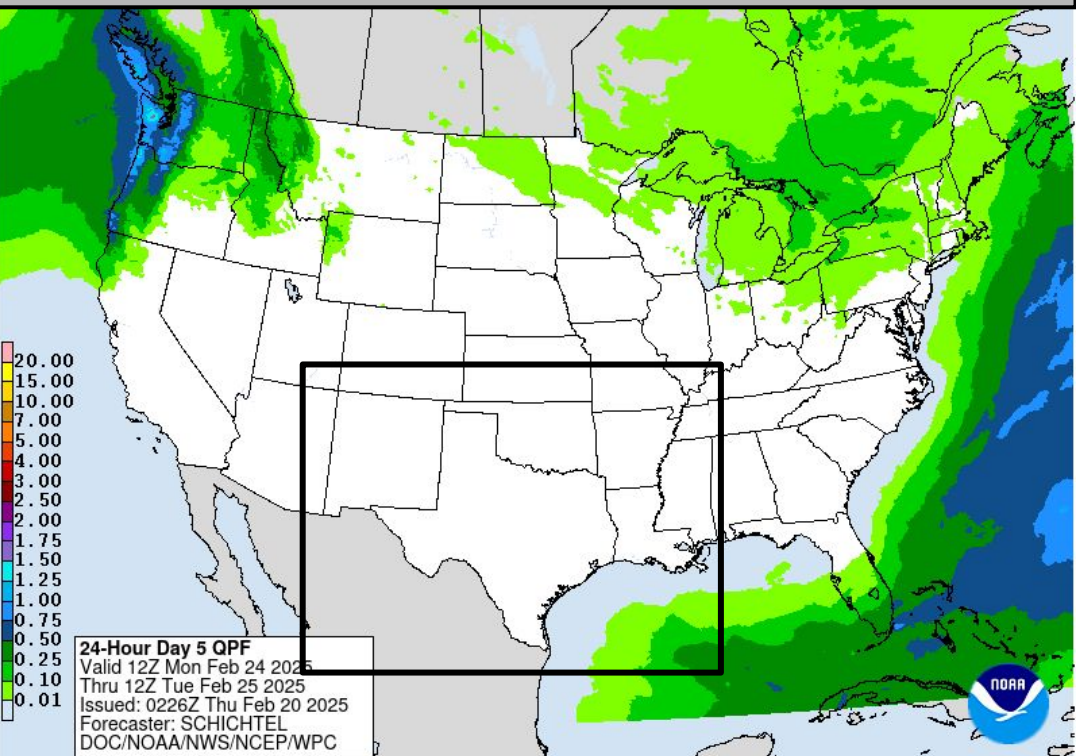 20.00
15.00
10.00
7.00
5.00
4.00
3.00
2.50
2.00
1.75
1.50
1.25
1.00
0.75
0.50
0.25
0.10
0.01
24-Hour Day 5 QPF
Valid 12Z Mon Feb 24 2025
Thru 12Z Tue Feb 25 2025
Issued: 0226Z Thu Feb 20 2025
Forecaster: SCHICHTEL
DOC/NOAA/NWS/NCEP/WPC
NOAA